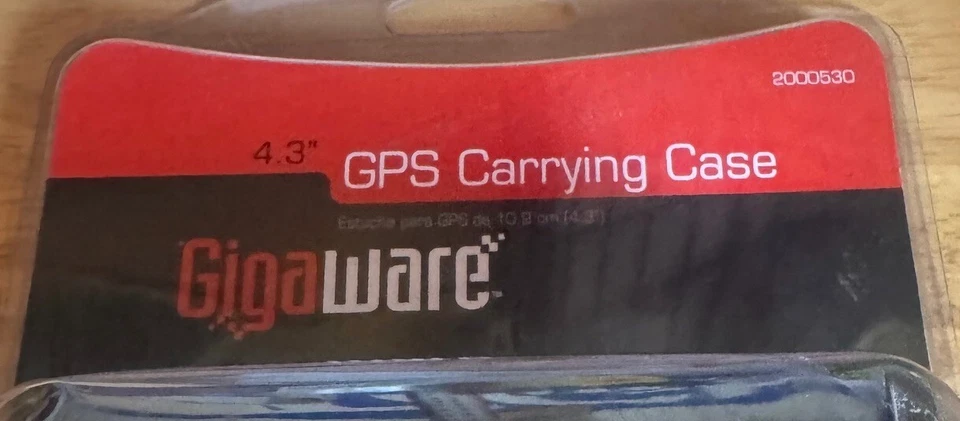 2000530
4.3" GPS Carrying Case
Estuche para GPS de 10,9 cm (4,3")
Gigaware